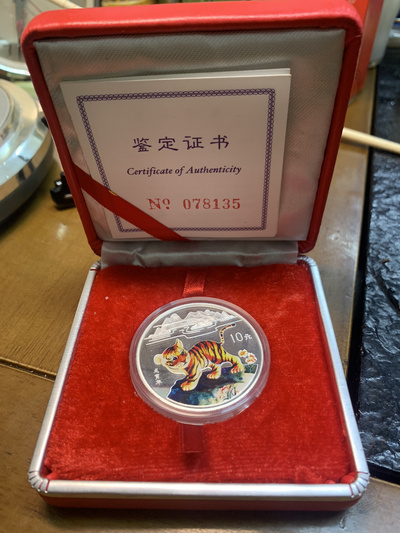 鉴定证书
Certificate of Authenticity
Nº 078135
10元